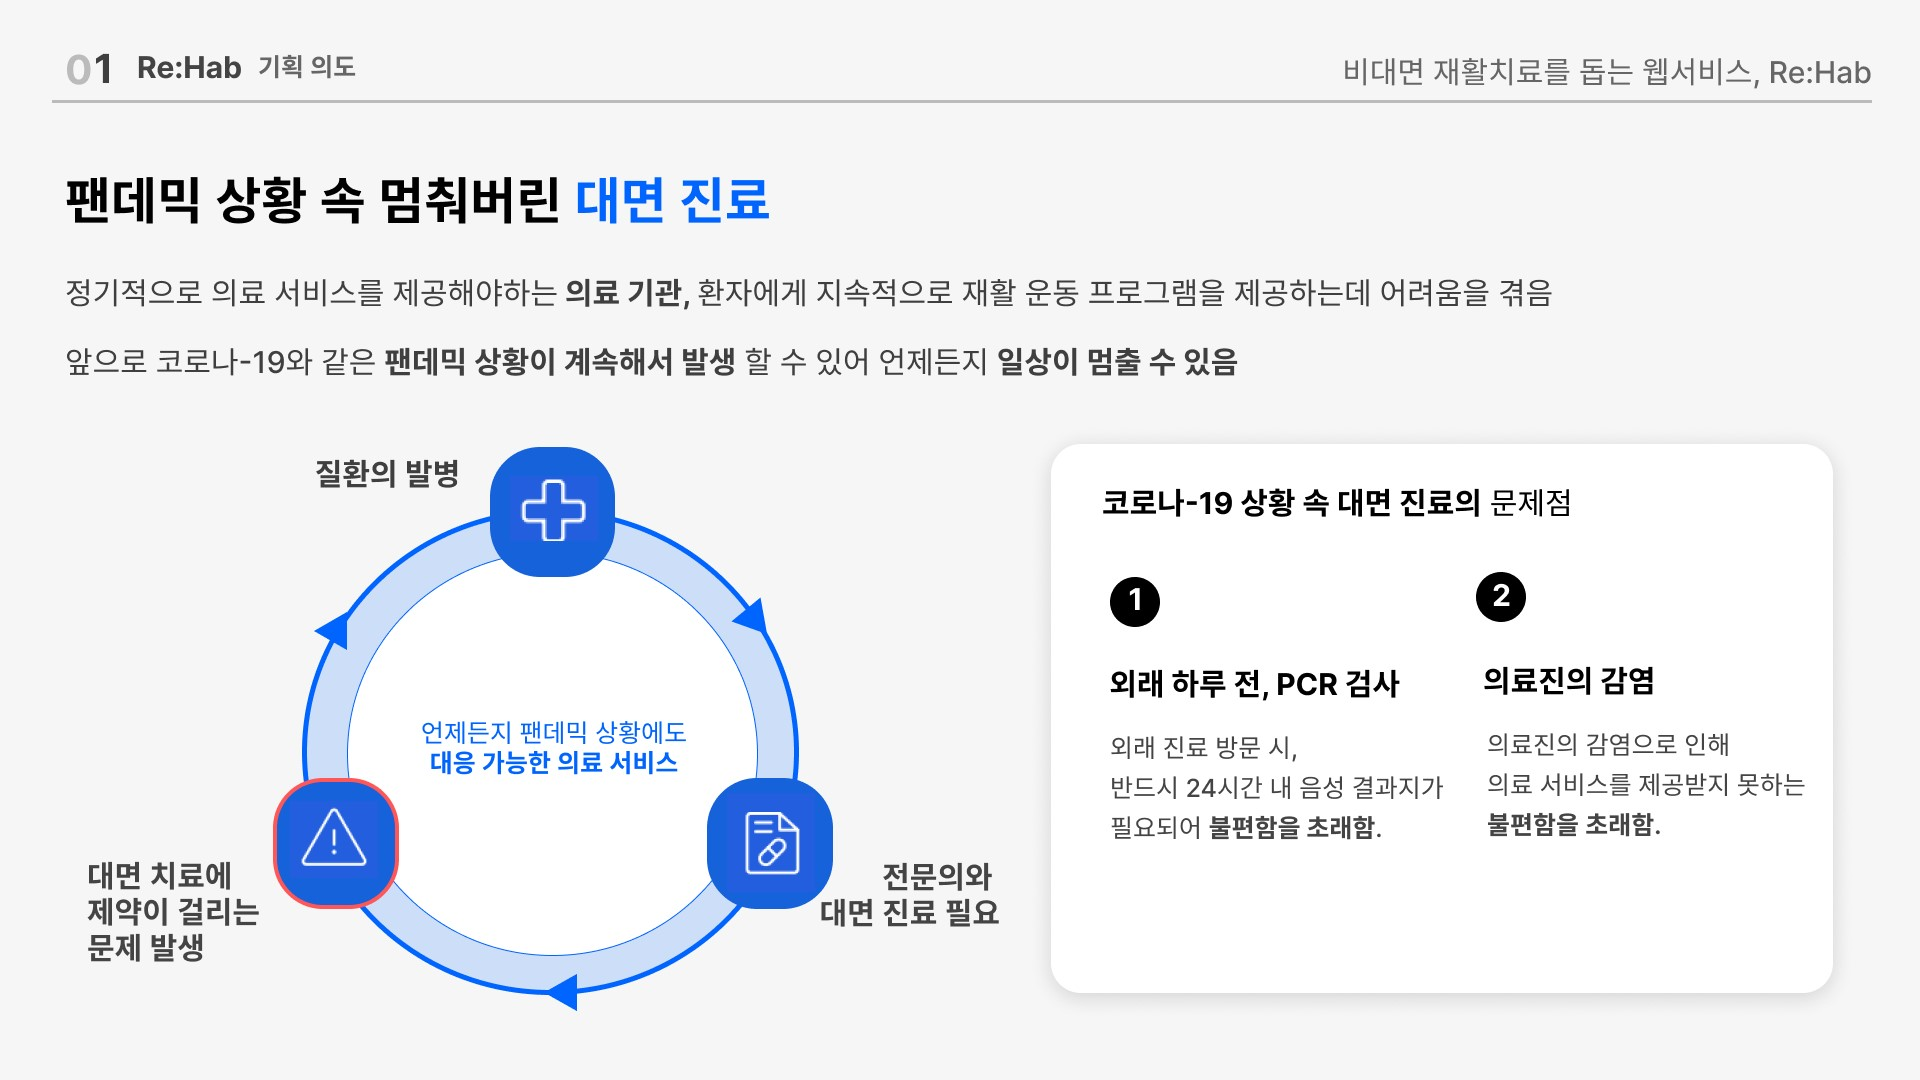 01 Re:Hab 기획 의도
비대면 재활치료를 돕는 웹서비스, Re:Hab
팬데믹 상황 속 멈춰버린 대면 진료
정기적으로 의료 서비스를 제공해야하는 의료 기관, 환자에게 지속적으로 재활 운동 프로그램을 제공하는데 어려움을 겪음
앞으로 코로나-19와 같은 팬데믹 상황이 계속해서 발생 할 수 있어 언제든지 일상이 멈출 수 있음
질환의 발병
언제든지 팬데믹 상황에도
대응 가능한 의료 서비스
전문의와
대면 진료 필요
대면 치료에
제약이 걸리는
문제 발생
코로나-19 상황 속 대면 진료의 문제점
1
외래 하루 전, PCR 검사
외래 진료 방문 시,
반드시 24시간 내 음성 결과지가
필요되어 불편함을 초래함.
2
의료진의 감염
의료진의 감염으로 인해
의료 서비스를 제공받지 못하는
불편함을 초래함.